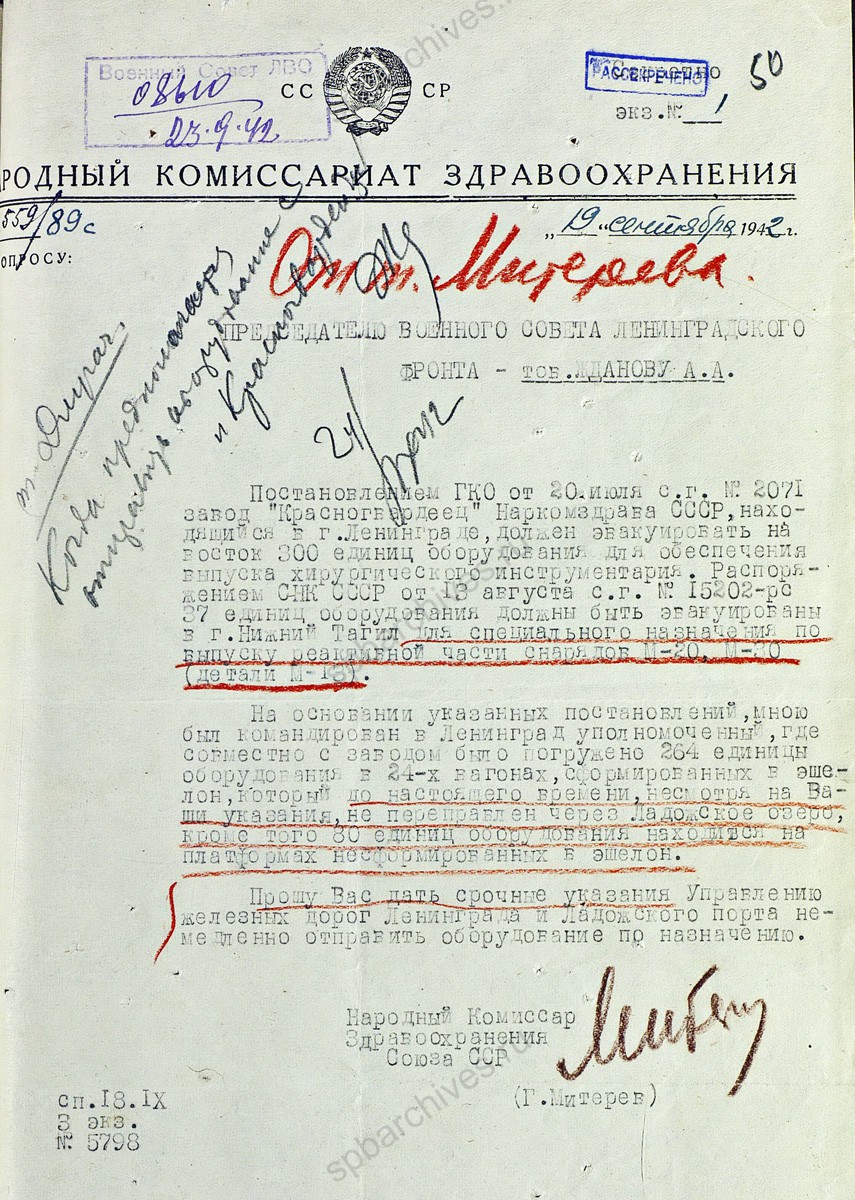 Военный Совет ЛВО
08610
23.9.42.
СС СР
РАССЕКРЕЧЕНО
50
экз.№ 1
РОДНЫЙ КОМИССАРИАТ ЗДРАВООХРАНЕНИЯ
559/89с
„19" сентября 1942 г.
ОПРОСУ:
От т. Митерева.
ПРЕДСЕДАТЕЛЮ ВОЕННОГО СОВЕТА ЛЕНИНГРАДСКОГО
ФРОНТА - тов.ЖДАНОВУ А.А.
Когда предполагаете
отправить оборудование с
и Красногвардейц
24/
Постановлением ГКО от 20.июля с.г. № 2071
завод "Красногвардеец" Наркомздрава СССР,нахо-
дящийся в г.Ленинграде,должен эвакуировать на
восток 300 единиц оборудования для обеспечения
выпуска хирургического инструментария. Распоря-
жением СНК СССР от 13 августа с.г. № 15202-рс
37 единиц оборудования должны быть эвакуированы
в г.Нижний Тагил для специального назначения по
выпуску реактивной части снарядов М-20, М-30
(детали М-13).
На основании указанных постановлений,мною
был командирован в Ленинград уполномоченный,где
совместно с заводом было погружено 264 единицы
оборудования в 24-х вагонах,сформированных в эше-
лон,который до настоящего времени,несмотря на Ва-
ши указания,не переправлен через Ладожское озеро,
кроме того 80 единиц оборудования находится на
платформах несформированных в эшелон.
Прошу Вас дать срочные указания Управлению
железных дорог Ленинграда и Ладожского порта не-
медленно отправить оборудование по назначению.
Народный Комиссар
Здравоохранения
Союза ССР
(Г.Митерев)
сп.18.IX
3 экз.
№ 5798
spbarchives.ru